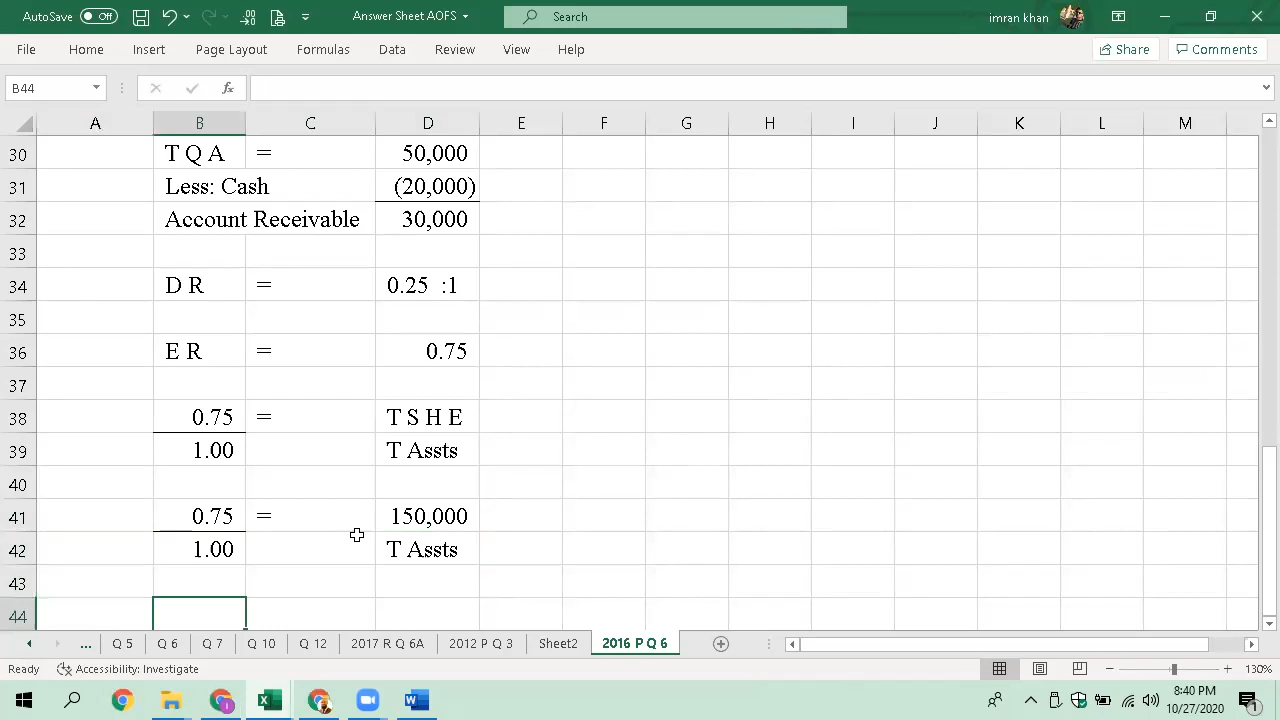 AutoSave Off Answer Sheet AOFS Search imran khan
File Home Insert Page Layout Formulas Data Review View Help Share Comments
B44 fx
A B C D E F G H I J K L M
30 T Q A = 50,000
31 Less: Cash (20,000)
32 Account Receivable 30,000
33
34 D R = 0.25 :1
35
36 E R = 0.75
37
38 0.75 = T S H E
39 1.00 T Assts
40
41 0.75 = 150,000
42 1.00 T Assts
43
44
... Q 5 Q 6 Q 7 Q 10 Q 12 2017 R Q 6A 2012 P Q 3 Sheet2 2016 P Q 6
Ready Accessibility: Investigate 130%
8:40 PM
10/27/2020
1